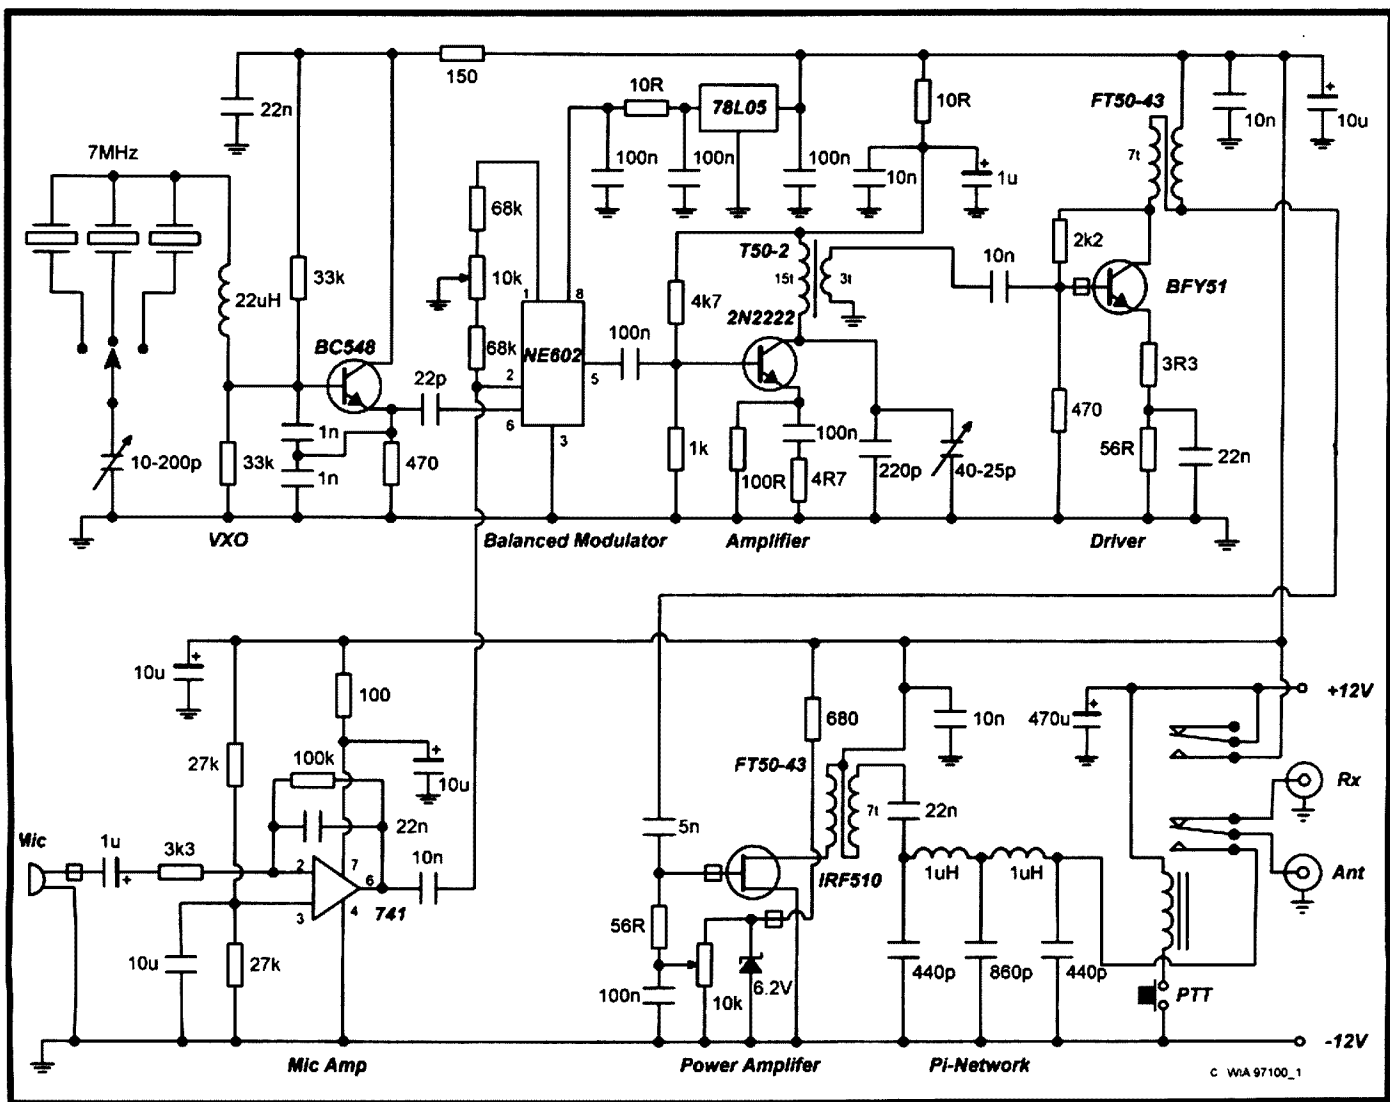 150
22n
10R
78L05
10R
FT50-43
10n
10u
7MHz
100n
100n
100n
10n
1u
7t
68k
33k
22uH
10k
T50-2
15t
3t
10n
2k2
BFY51
4k7
2N2222
1
8
BC548
68k
NE602
100n
2
5
22p
6
3
3R3
470
1n
33k
1n
470
10-200p
1k
100R
100n
4R7
220p
40-25p
56R
22n
VXO
Balanced Modulator
Amplifier
Driver
10u
100
680
10n
470u
+12V
27k
100k
10u
FT50-43
Rx
22n
7t
22n
Mic
1u
3k3
5n
2
7
6
3
4
741
10n
IRF510
1uH
1uH
Ant
56R
10u
27k
100n
10k
6.2V
440p
860p
440p
PTT
-12V
Mic Amp
Power Amplifer
Pi-Network
C WIA 97100_1